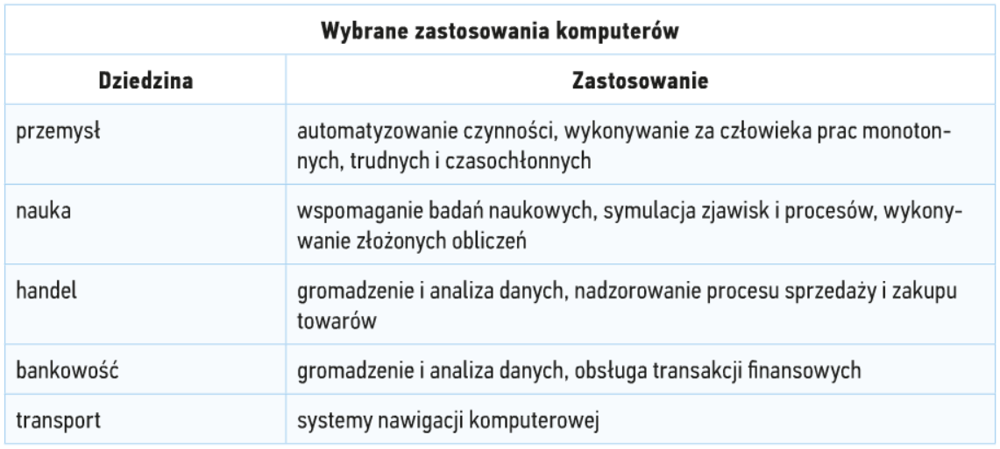 Wybrane zastosowania komputerów
Dziedzina
Zastosowanie
przemysł
automatyzowanie czynności, wykonywanie za człowieka prac monoton-
nych, trudnych i czasochłonnych
nauka
wspomaganie badań naukowych, symulacja zjawisk i procesów, wykony-
wanie złożonych obliczeń
handel
gromadzenie i analiza danych, nadzorowanie procesu sprzedaży i zakupu
towarów
bankowość
gromadzenie i analiza danych, obsługa transakcji finansowych
transport
systemy nawigacji komputerowej